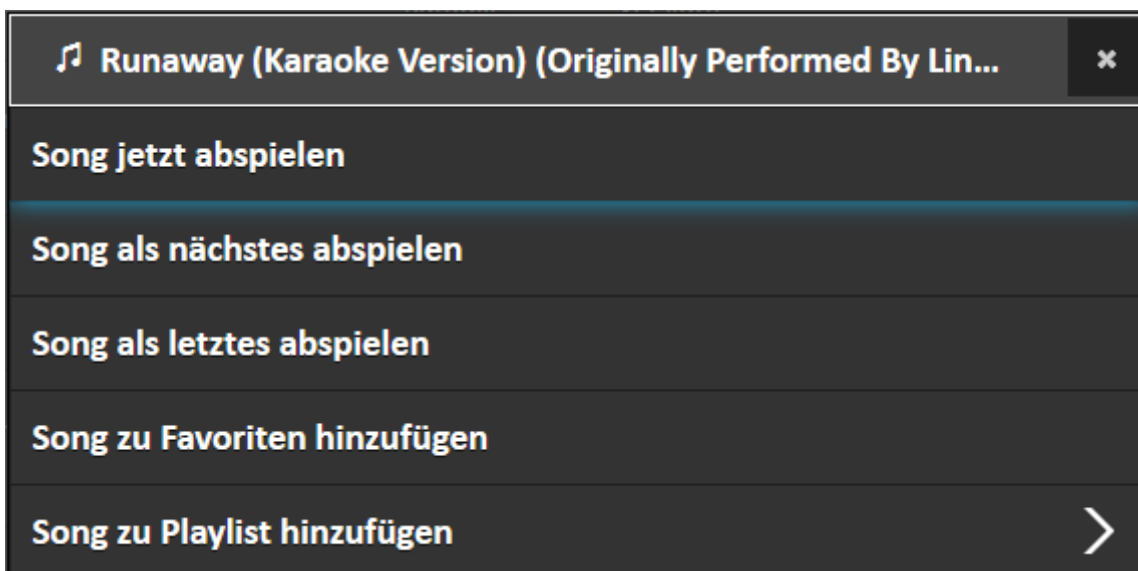 Runaway (Karaoke Version) (Originally Performed By Lin...
Song jetzt abspielen
Song als nächstes abspielen
Song als letztes abspielen
Song zu Favoriten hinzufügen
Song zu Playlist hinzufügen